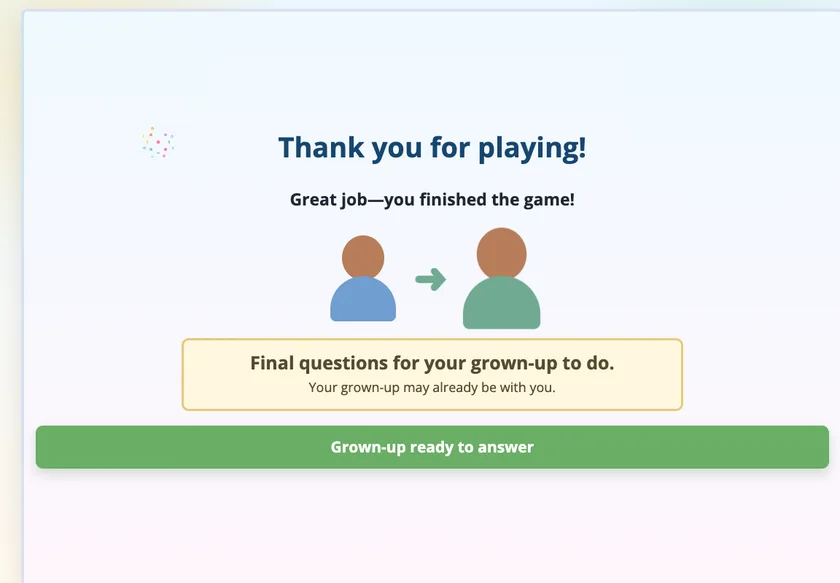 Thank you for playing!
Great job—you finished the game!
Final questions for your grown-up to do.
Your grown-up may already be with you.
Grown-up ready to answer